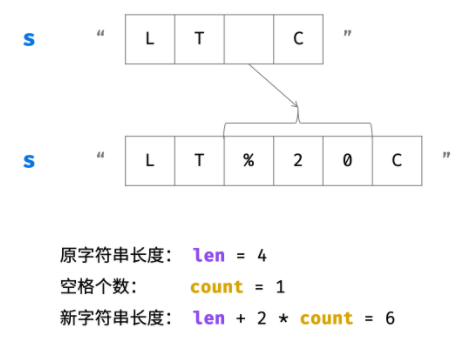 s “ L T C ”
s “ L T % 2 0 C ”
原字符串长度： len = 4
空格个数： count = 1
新字符串长度： len + 2 * count = 6